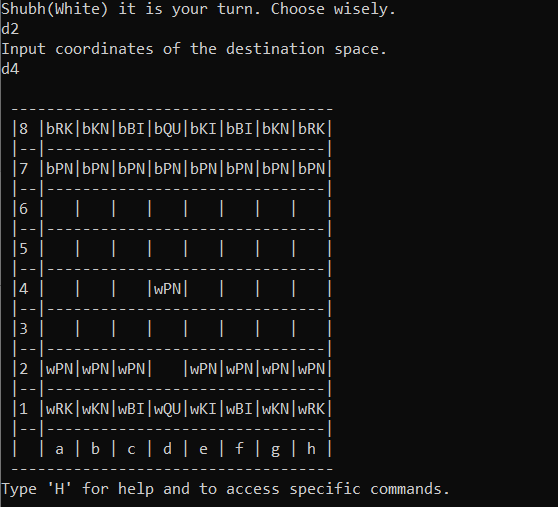 Shubh(White) it is your turn. Choose wisely.
d2
Input coordinates of the destination space.
d4
------------------------------------
|8 |bRK|bKN|bBI|bQU|bKI|bBI|bKN|bRK|
|--|-------------------------------|
|7 |bPN|bPN|bPN|bPN|bPN|bPN|bPN|bPN|
|--|-------------------------------|
|6 |   |   |   |   |   |   |   |   |
|--|-------------------------------|
|5 |   |   |   |   |   |   |   |   |
|--|-------------------------------|
|4 |   |   |   |wPN|   |   |   |   |
|--|-------------------------------|
|3 |   |   |   |   |   |   |   |   |
|--|-------------------------------|
|2 |wPN|wPN|wPN|   |wPN|wPN|wPN|wPN|
|--|-------------------------------|
|1 |wRK|wKN|wBI|wQU|wKI|wBI|wKN|wRK|
|--|-------------------------------|
|  | a | b | c | d | e | f | g | h |
------------------------------------
Type 'H' for help and to access specific commands.